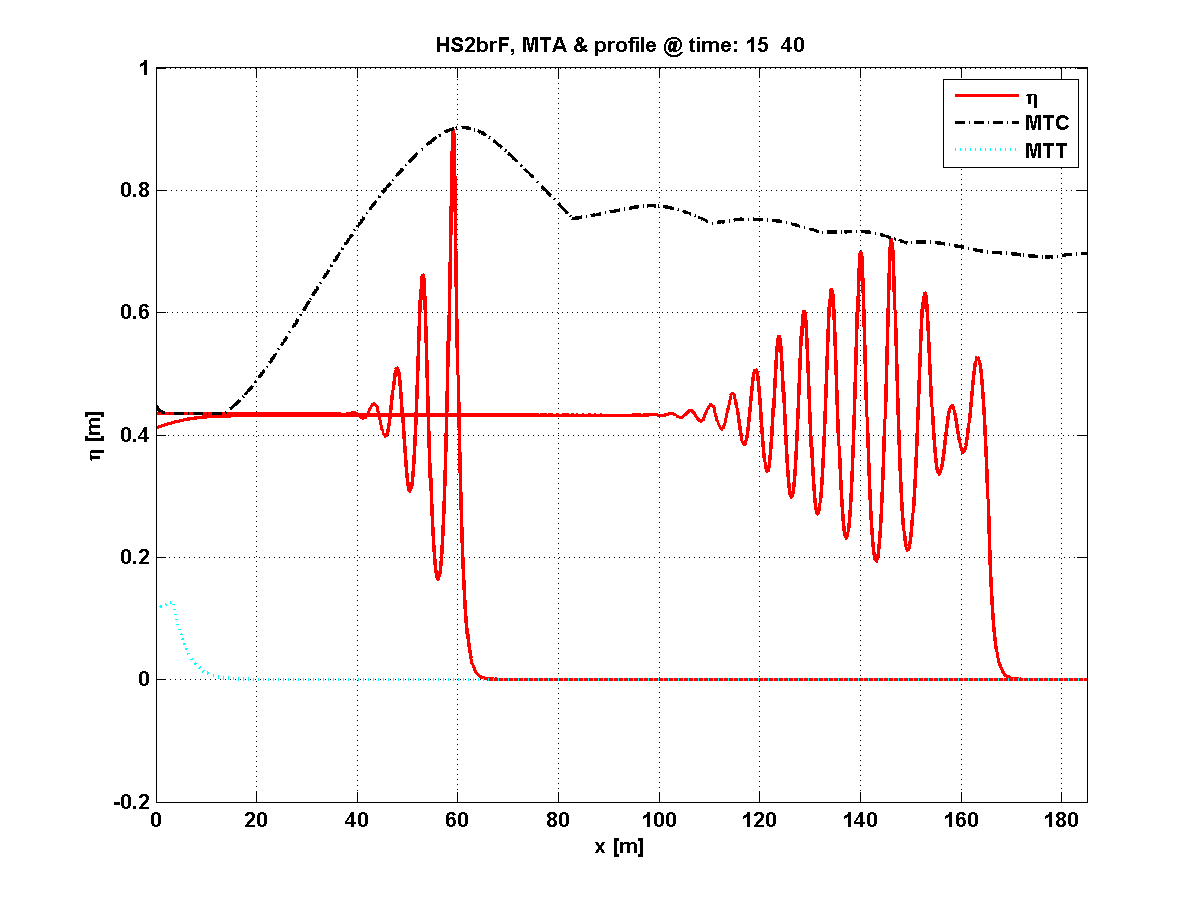 HS2brF, MTA & profile @ time: 15 40
η
MTC
MTT
1
0.8
0.6
0.4
0.2
0
-0.2
η [m]
0 20 40 60 80 100 120 140 160 180
x [m]